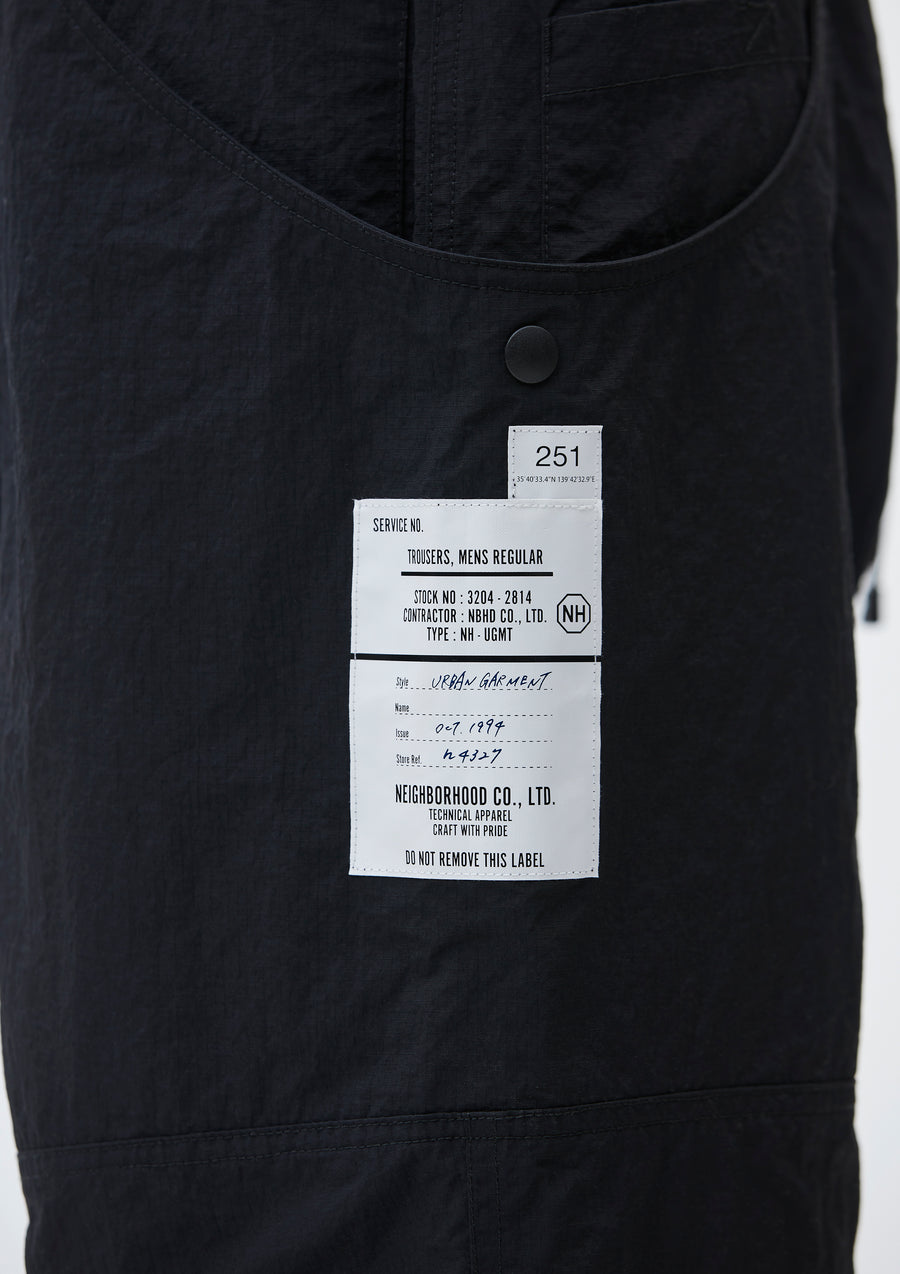 251
35°40'33.4"N 139°42'32.9"E
SERVICE NO.
TROUSERS, MENS REGULAR
STOCK NO : 3204 - 2814
CONTRACTOR : NBHD CO., LTD.
TYPE : NH - UGMT
NH
Style URBAN GARMENT
Name
Issue Oct. 1994
Store Ref. h4327
NEIGHBORHOOD CO., LTD.
TECHNICAL APPAREL
CRAFT WITH PRIDE
DO NOT REMOVE THIS LABEL